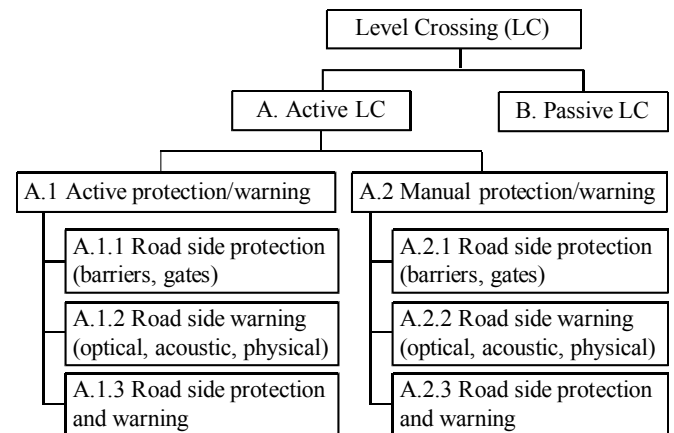 Level Crossing (LC)
A. Active LC
B. Passive LC
A.1 Active protection/warning
A.2 Manual protection/warning
A.1.1 Road side protection
(barriers, gates)
A.1.2 Road side warning
(optical, acoustic, physical)
A.1.3 Road side protection
and warning
A.2.1 Road side protection
(barriers, gates)
A.2.2 Road side warning
(optical, acoustic, physical)
A.2.3 Road side protection
and warning